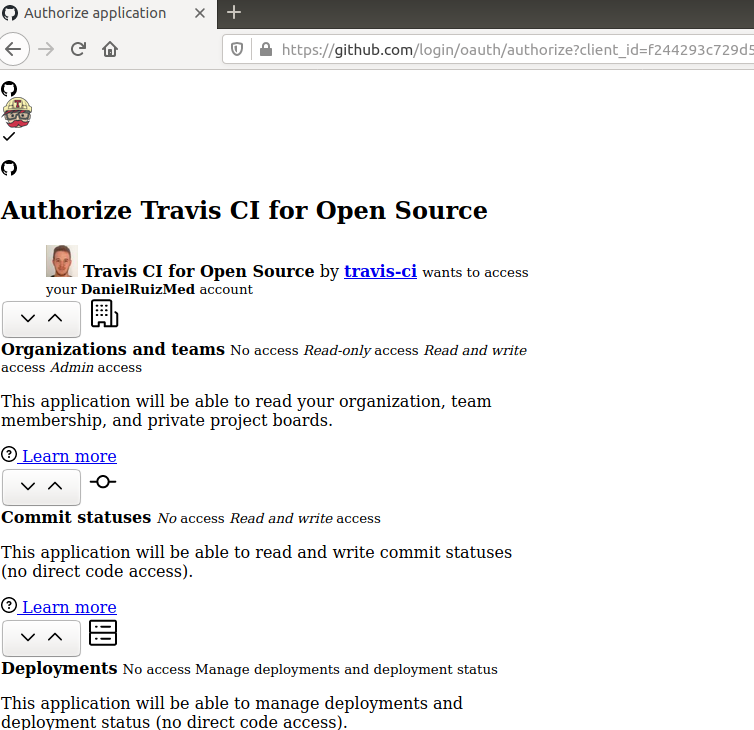 Authorize application
https://github.com/login/oauth/authorize?client_id=f244293c729d5
Authorize Travis CI for Open Source
Travis CI for Open Source by travis-ci wants to access
your DanielRuizMed account
Organizations and teams No access Read-only access Read and write
access Admin access
This application will be able to read your organization, team
membership, and private project boards.
Learn more
Commit statuses No access Read and write access
This application will be able to read and write commit statuses
(no direct code access).
Learn more
Deployments No access Manage deployments and deployment status
This application will be able to manage deployments and
deployment status (no direct code access).